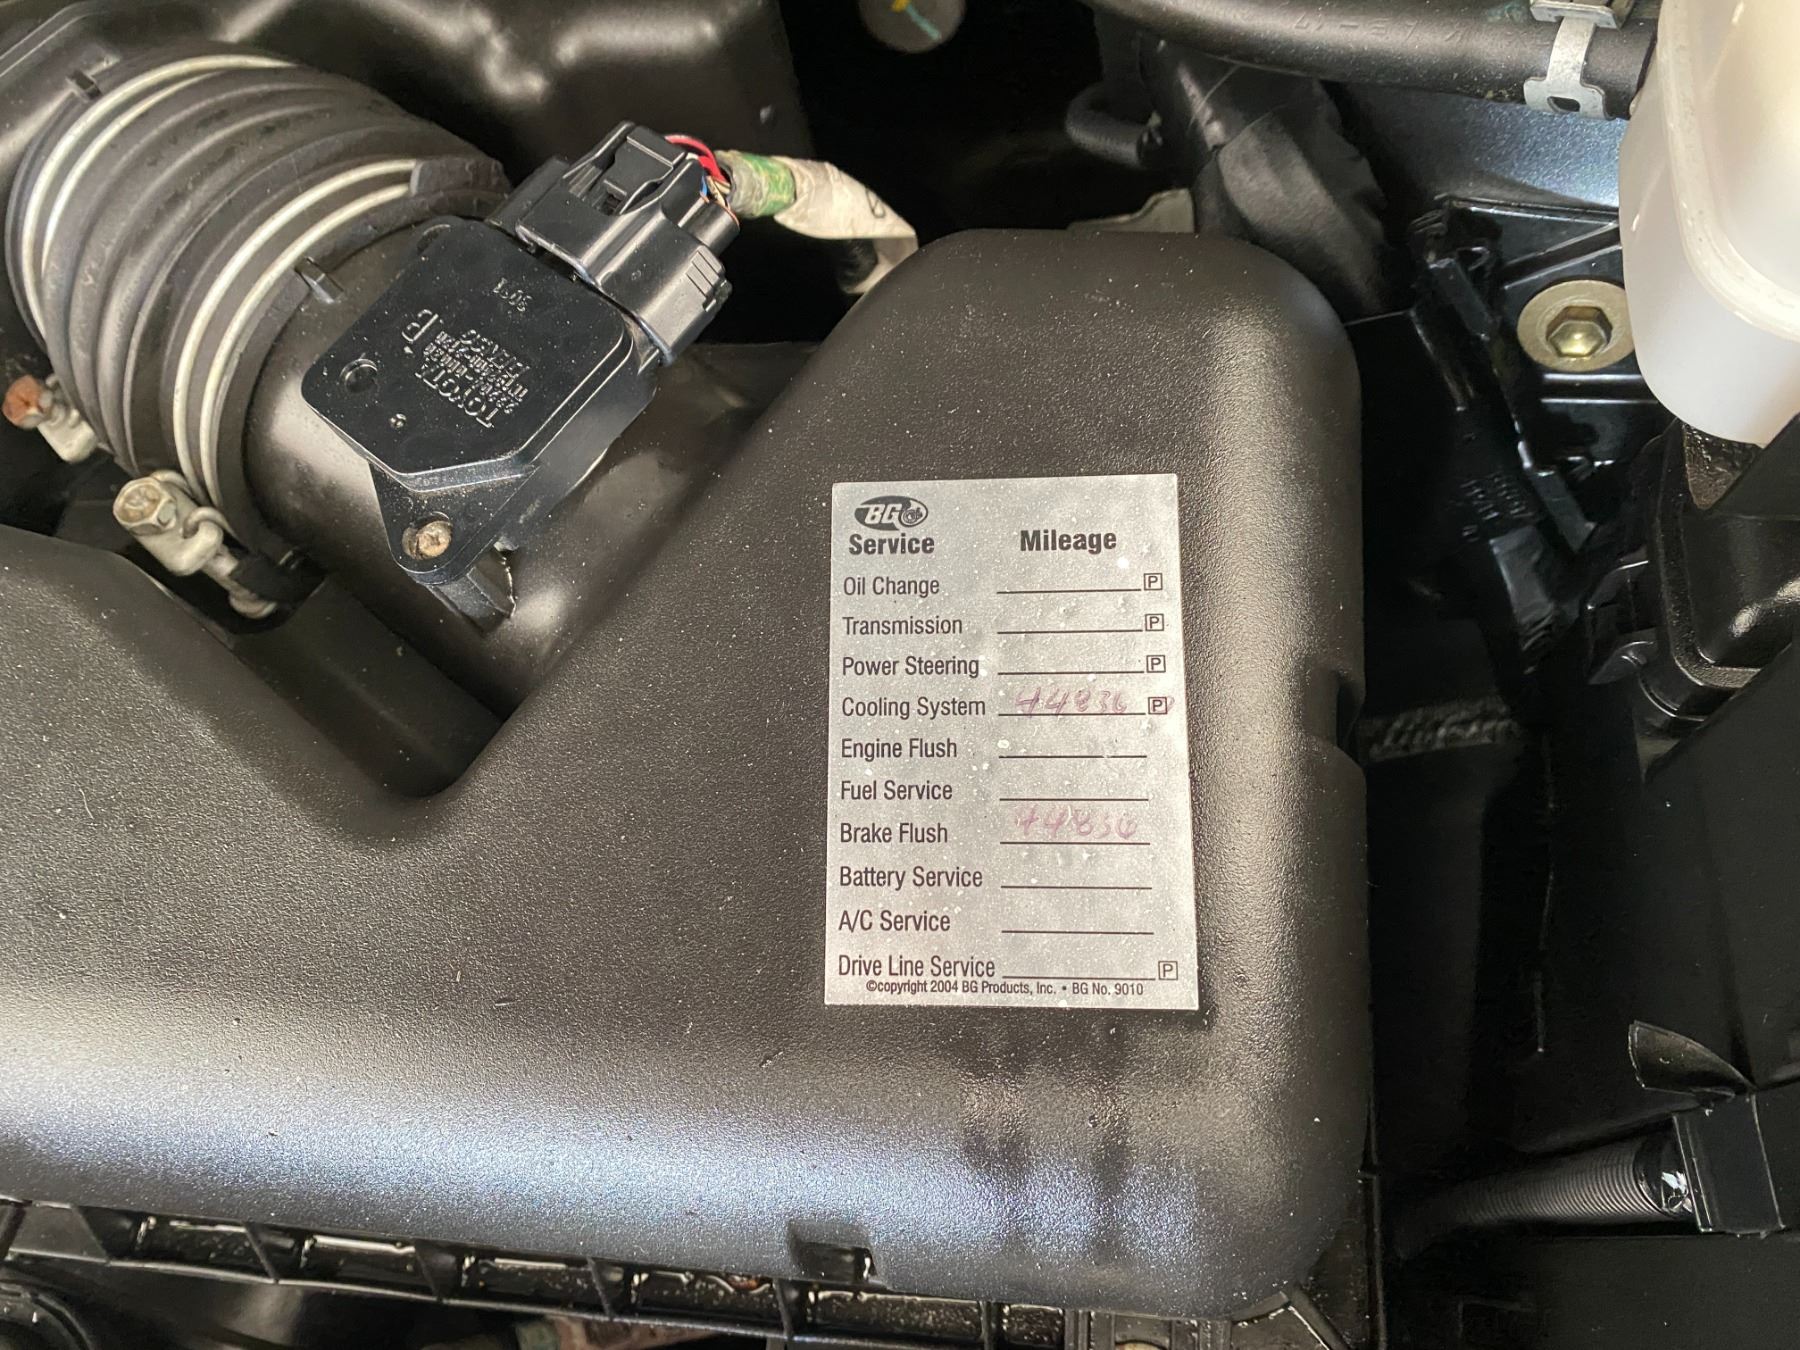 TOYOTA
BG
Service Mileage
Oil Change P
Transmission P
Power Steering P
Cooling System 44836 P
Engine Flush
Fuel Service
Brake Flush 44836
Battery Service
A/C Service
Drive Line Service P
©copyright 2004 BG Products, Inc. • BG No. 9010